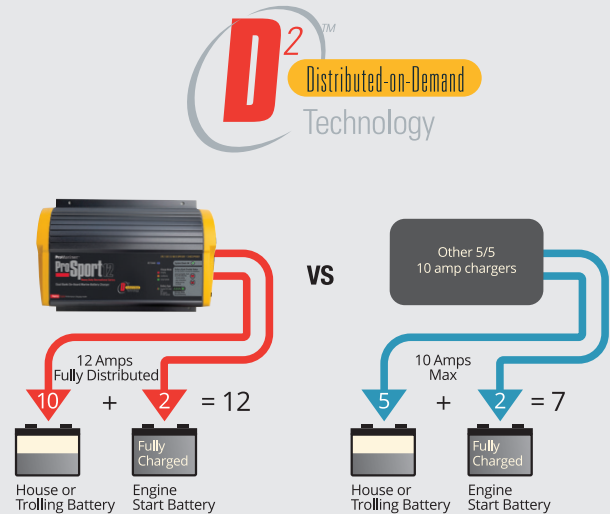 D2™
Distributed-on-Demand
Technology
ProSport 12
VS
Other 5/5
10 amp chargers
12 Amps
Fully Distributed
10 + 2 = 12
Fully
Charged
House or
Trolling Battery
Engine
Start Battery
10 Amps
Max
5 + 2 = 7
Fully
Charged
House or
Trolling Battery
Engine
Start Battery